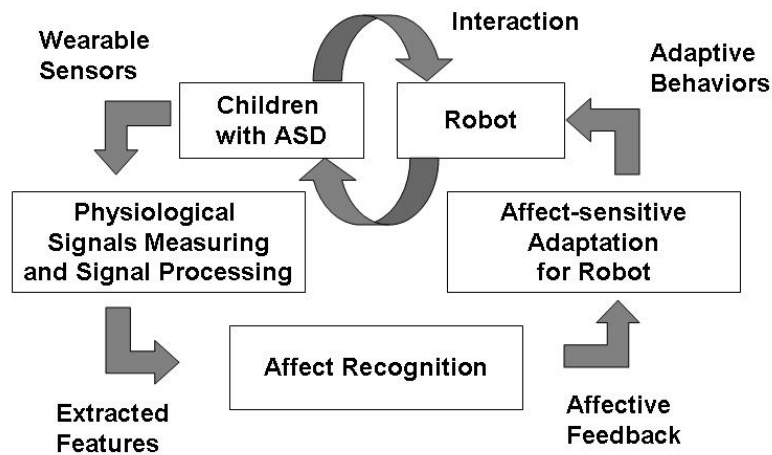 Interaction
Wearable
Sensors
Adaptive
Behaviors
Children
with ASD
Robot
Physiological
Signals Measuring
and Signal Processing
Affect-sensitive
Adaptation
for Robot
Affect Recognition
Extracted
Features
Affective
Feedback